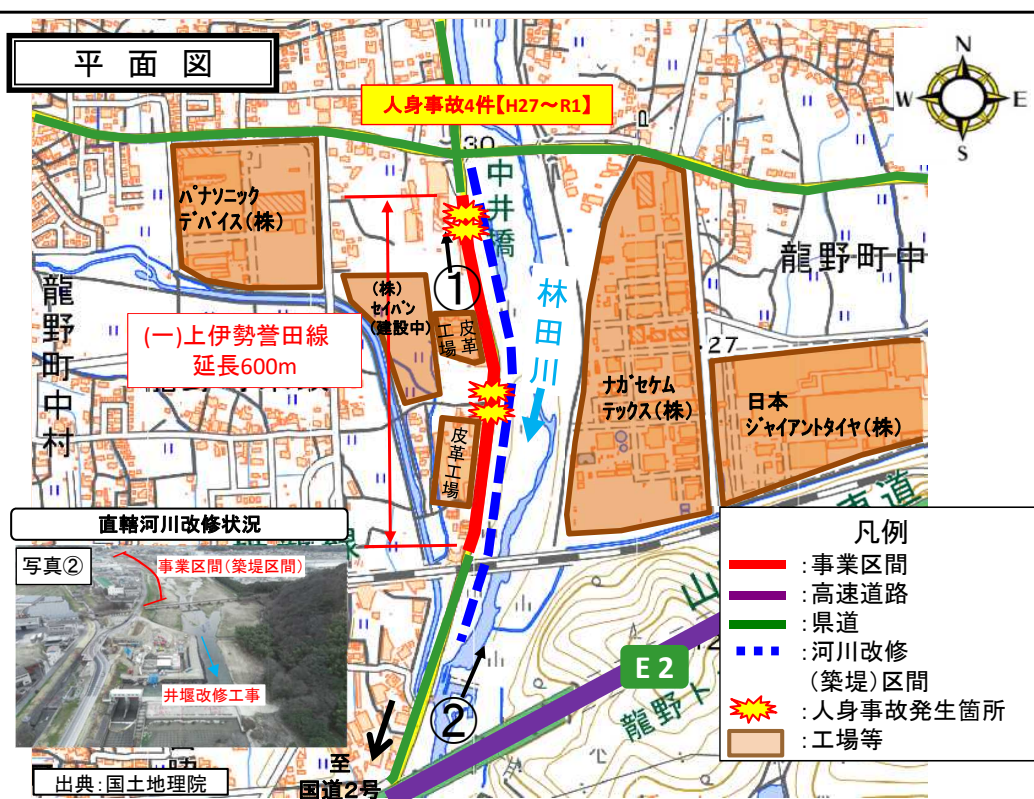 平面図
人身事故4件【H27～R1】
N
W
E
S
30
中井橋
パナソニック
デバイス(株)
龍野町中
①
(株)
セイバン
(建設中)
皮革
工場
林田川
龍野町中村
(一)上伊勢誉田線
延長600m
27
ナガセケム
テックス(株)
日本
ジャイアントタイヤ(株)
皮革工場
直轄河川改修状況
写真②
事業区間(築堤区間)
井堰改修工事
出典:国土地理院
②
至
国道2号
E2
凡例
:事業区間
:高速道路
:県道
:河川改修
(築堤)区間
:人身事故発生箇所
:工場等